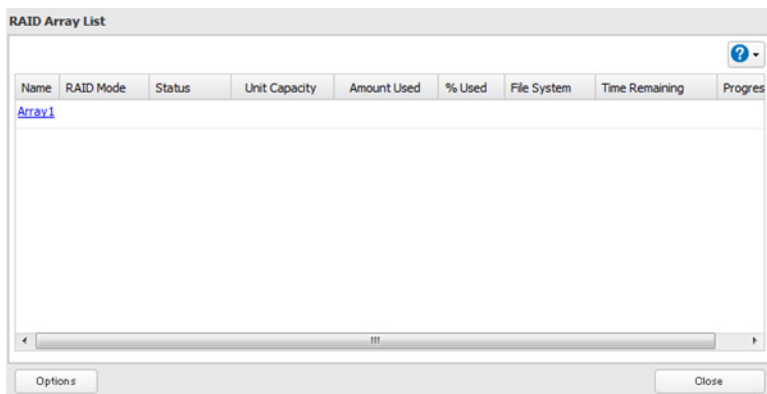 RAID Array List
?
Name RAID Mode Status Unit Capacity Amount Used % Used File System Time Remaining Progres
Array1
Options Close